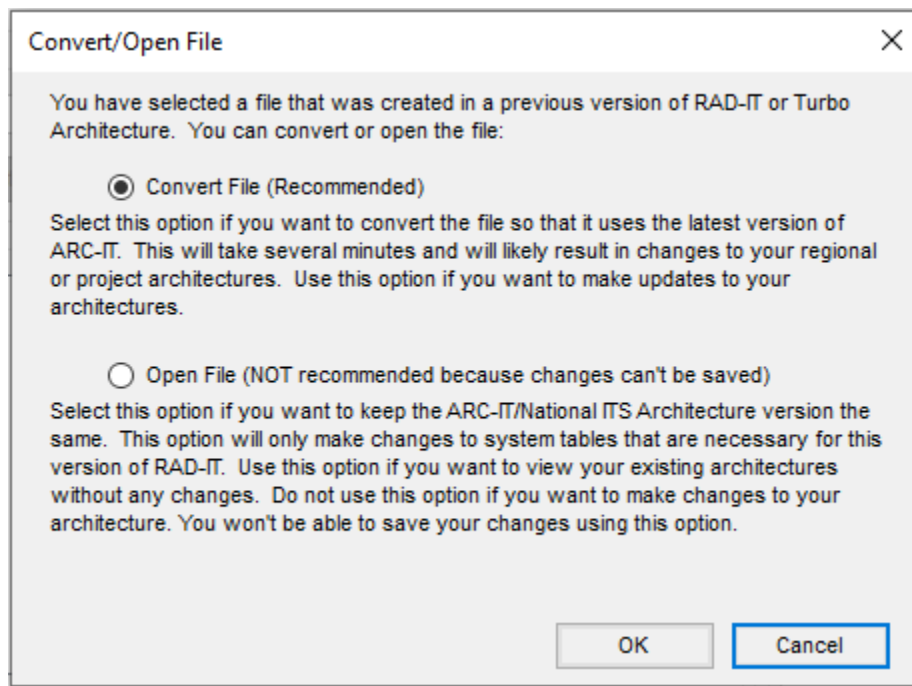 Convert/Open File
You have selected a file that was created in a previous version of RAD-IT or Turbo
Architecture.  You can convert or open the file:
Convert File (Recommended)
Select this option if you want to convert the file so that it uses the latest version of
ARC-IT.  This will take several minutes and will likely result in changes to your regional
or project architectures.  Use this option if you want to make updates to your
architectures.
Open File (NOT recommended because changes can't be saved)
Select this option if you want to keep the ARC-IT/National ITS Architecture version the
same.  This option will only make changes to system tables that are necessary for this
version of RAD-IT.  Use this option if you want to view your existing architectures
without any changes.  Do not use this option if you want to make changes to your
architecture. You won't be able to save your changes using this option.
OK
Cancel